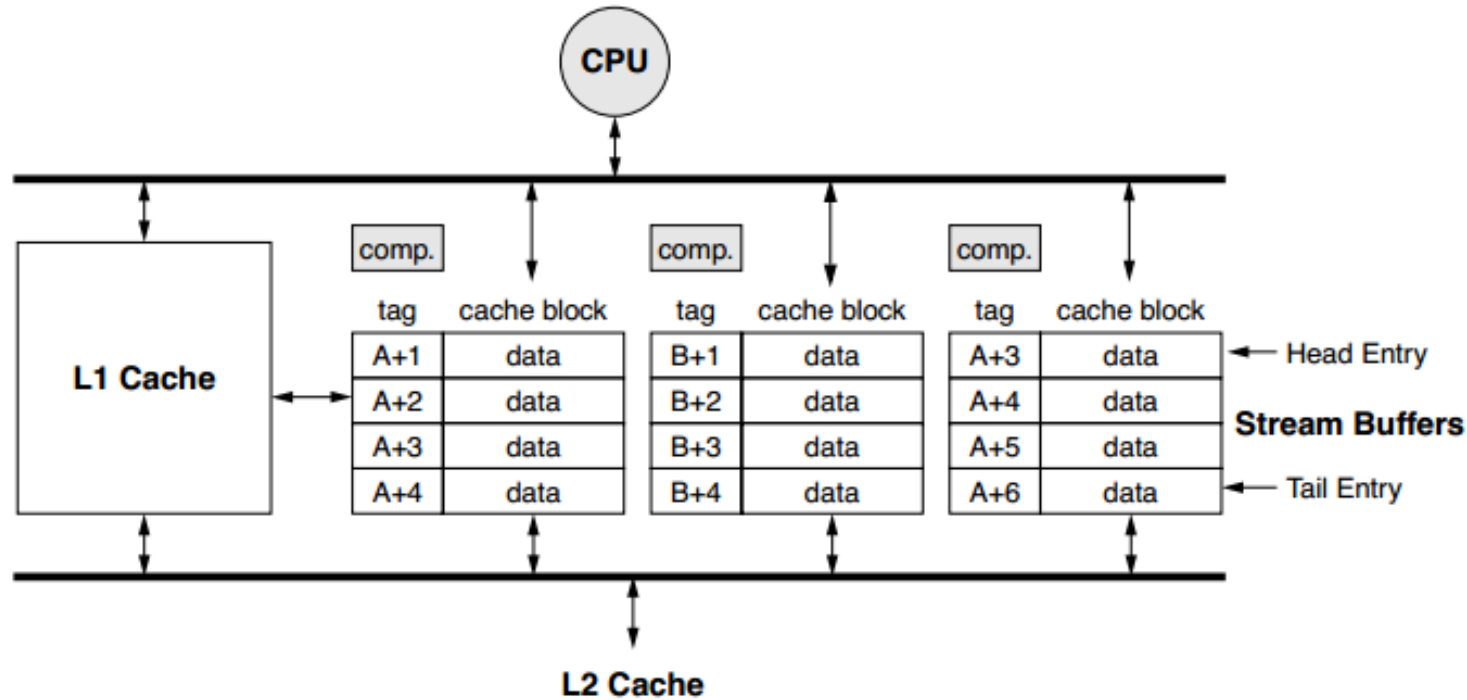 CPU
comp. comp. comp.
tag cache block tag cache block tag cache block
A+1 data B+1 data A+3 data Head Entry
L1 Cache
A+2 data B+2 data A+4 data
Stream Buffers
A+3 data B+3 data A+5 data
A+4 data B+4 data A+6 data Tail Entry
L2 Cache